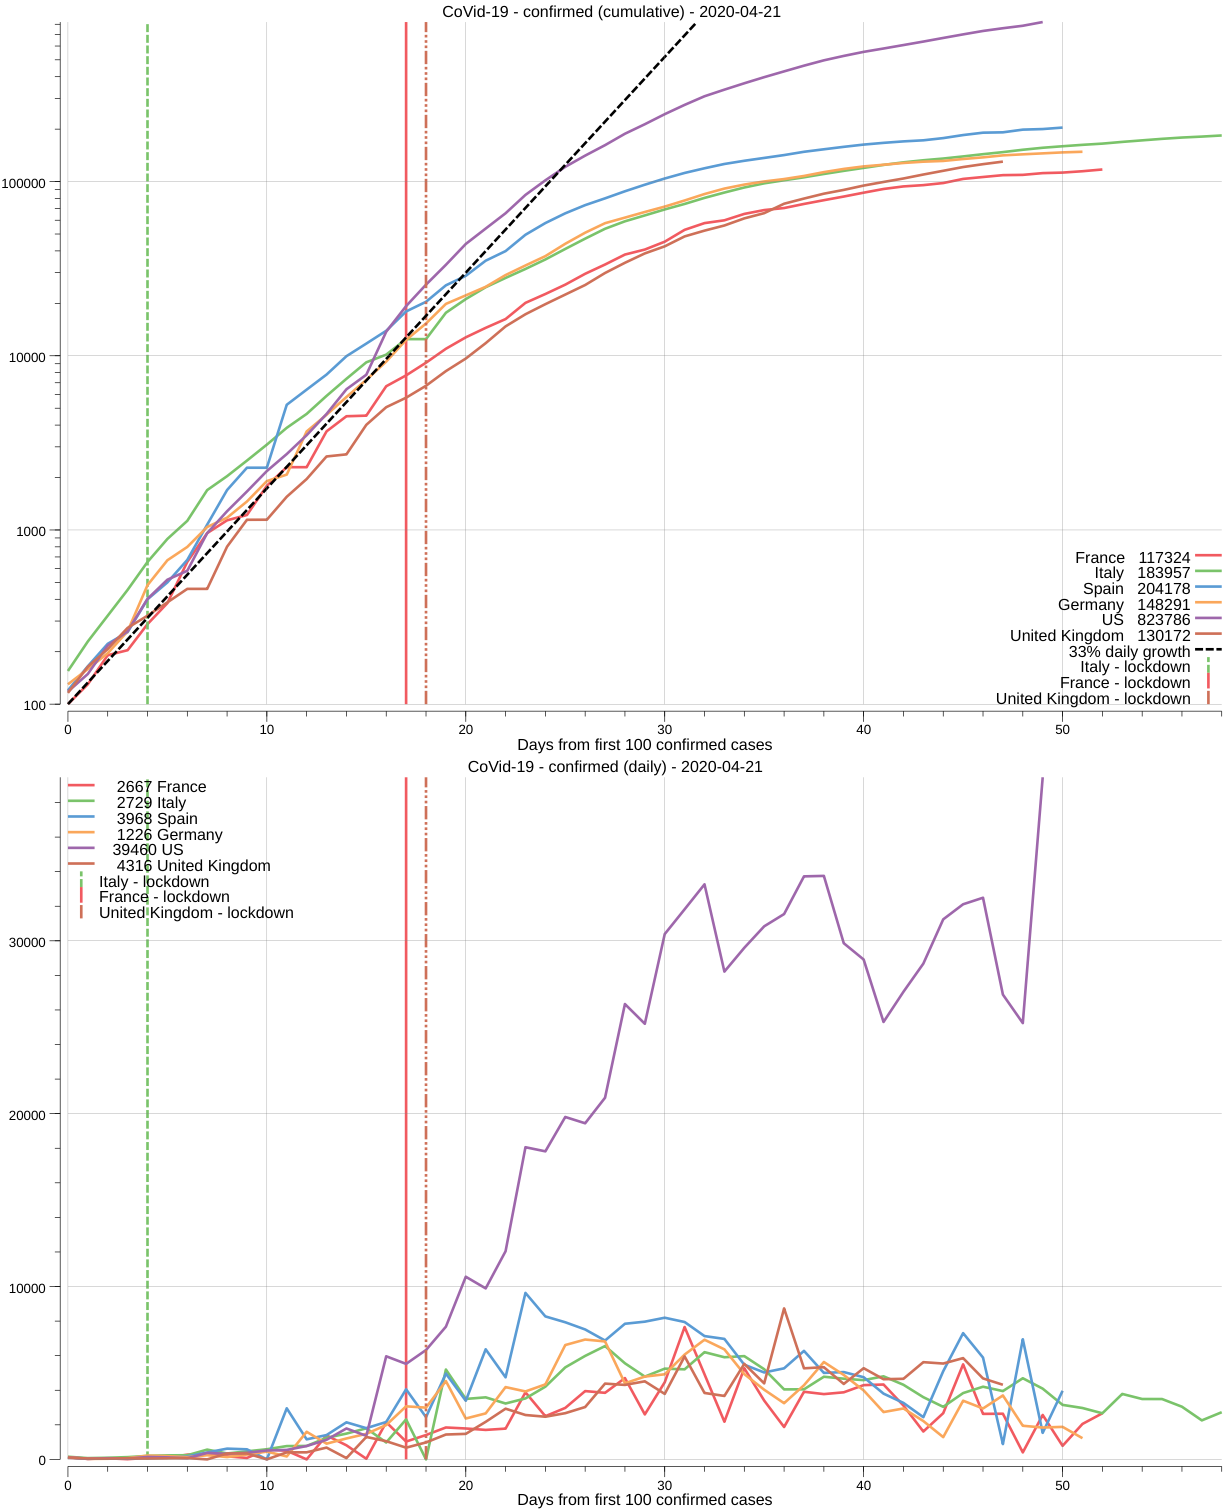 CoVid-19 - confirmed (cumulative) - 2020-04-21
100000
10000
1000
100
France 117324
Italy 183957
Spain 204178
Germany 148291
US 823786
United Kingdom 130172
33% daily growth
Italy - lockdown
France - lockdown
United Kingdom - lockdown
0 10 20 30 40 50
Days from first 100 confirmed cases
CoVid-19 - confirmed (daily) - 2020-04-21
2667 France
2729 Italy
3968 Spain
1226 Germany
39460 US
4316 United Kingdom
Italy - lockdown
France - lockdown
United Kingdom - lockdown
30000
20000
10000
0
0 10 20 30 40 50
Days from first 100 confirmed cases